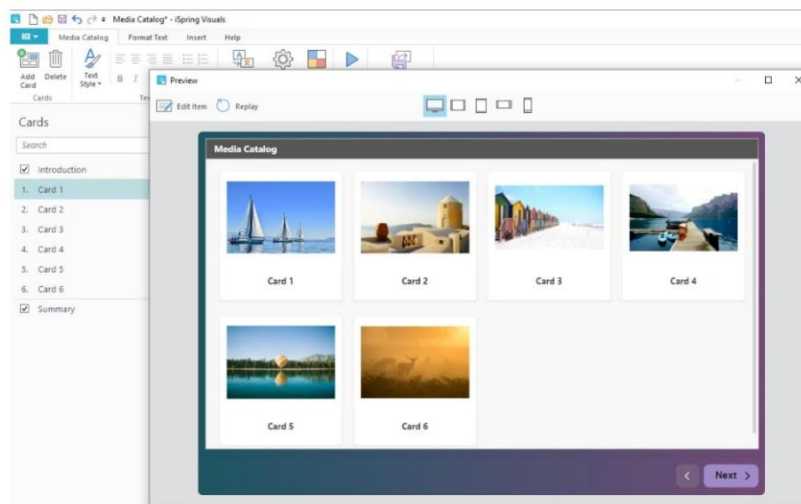 Media Catalog* - iSpring Visuals
Media Catalog Format Text Insert Help
Add Card
Delete
Text Style
B I
Cards
Te
Preview
Edit Item Replay
Cards
Search
Introduction
1. Card 1
2. Card 2
3. Card 3
4. Card 4
5. Card 5
6. Card 6
Summary
Media Catalog
Card 1 Card 2 Card 3 Card 4
Card 5 Card 6
Next